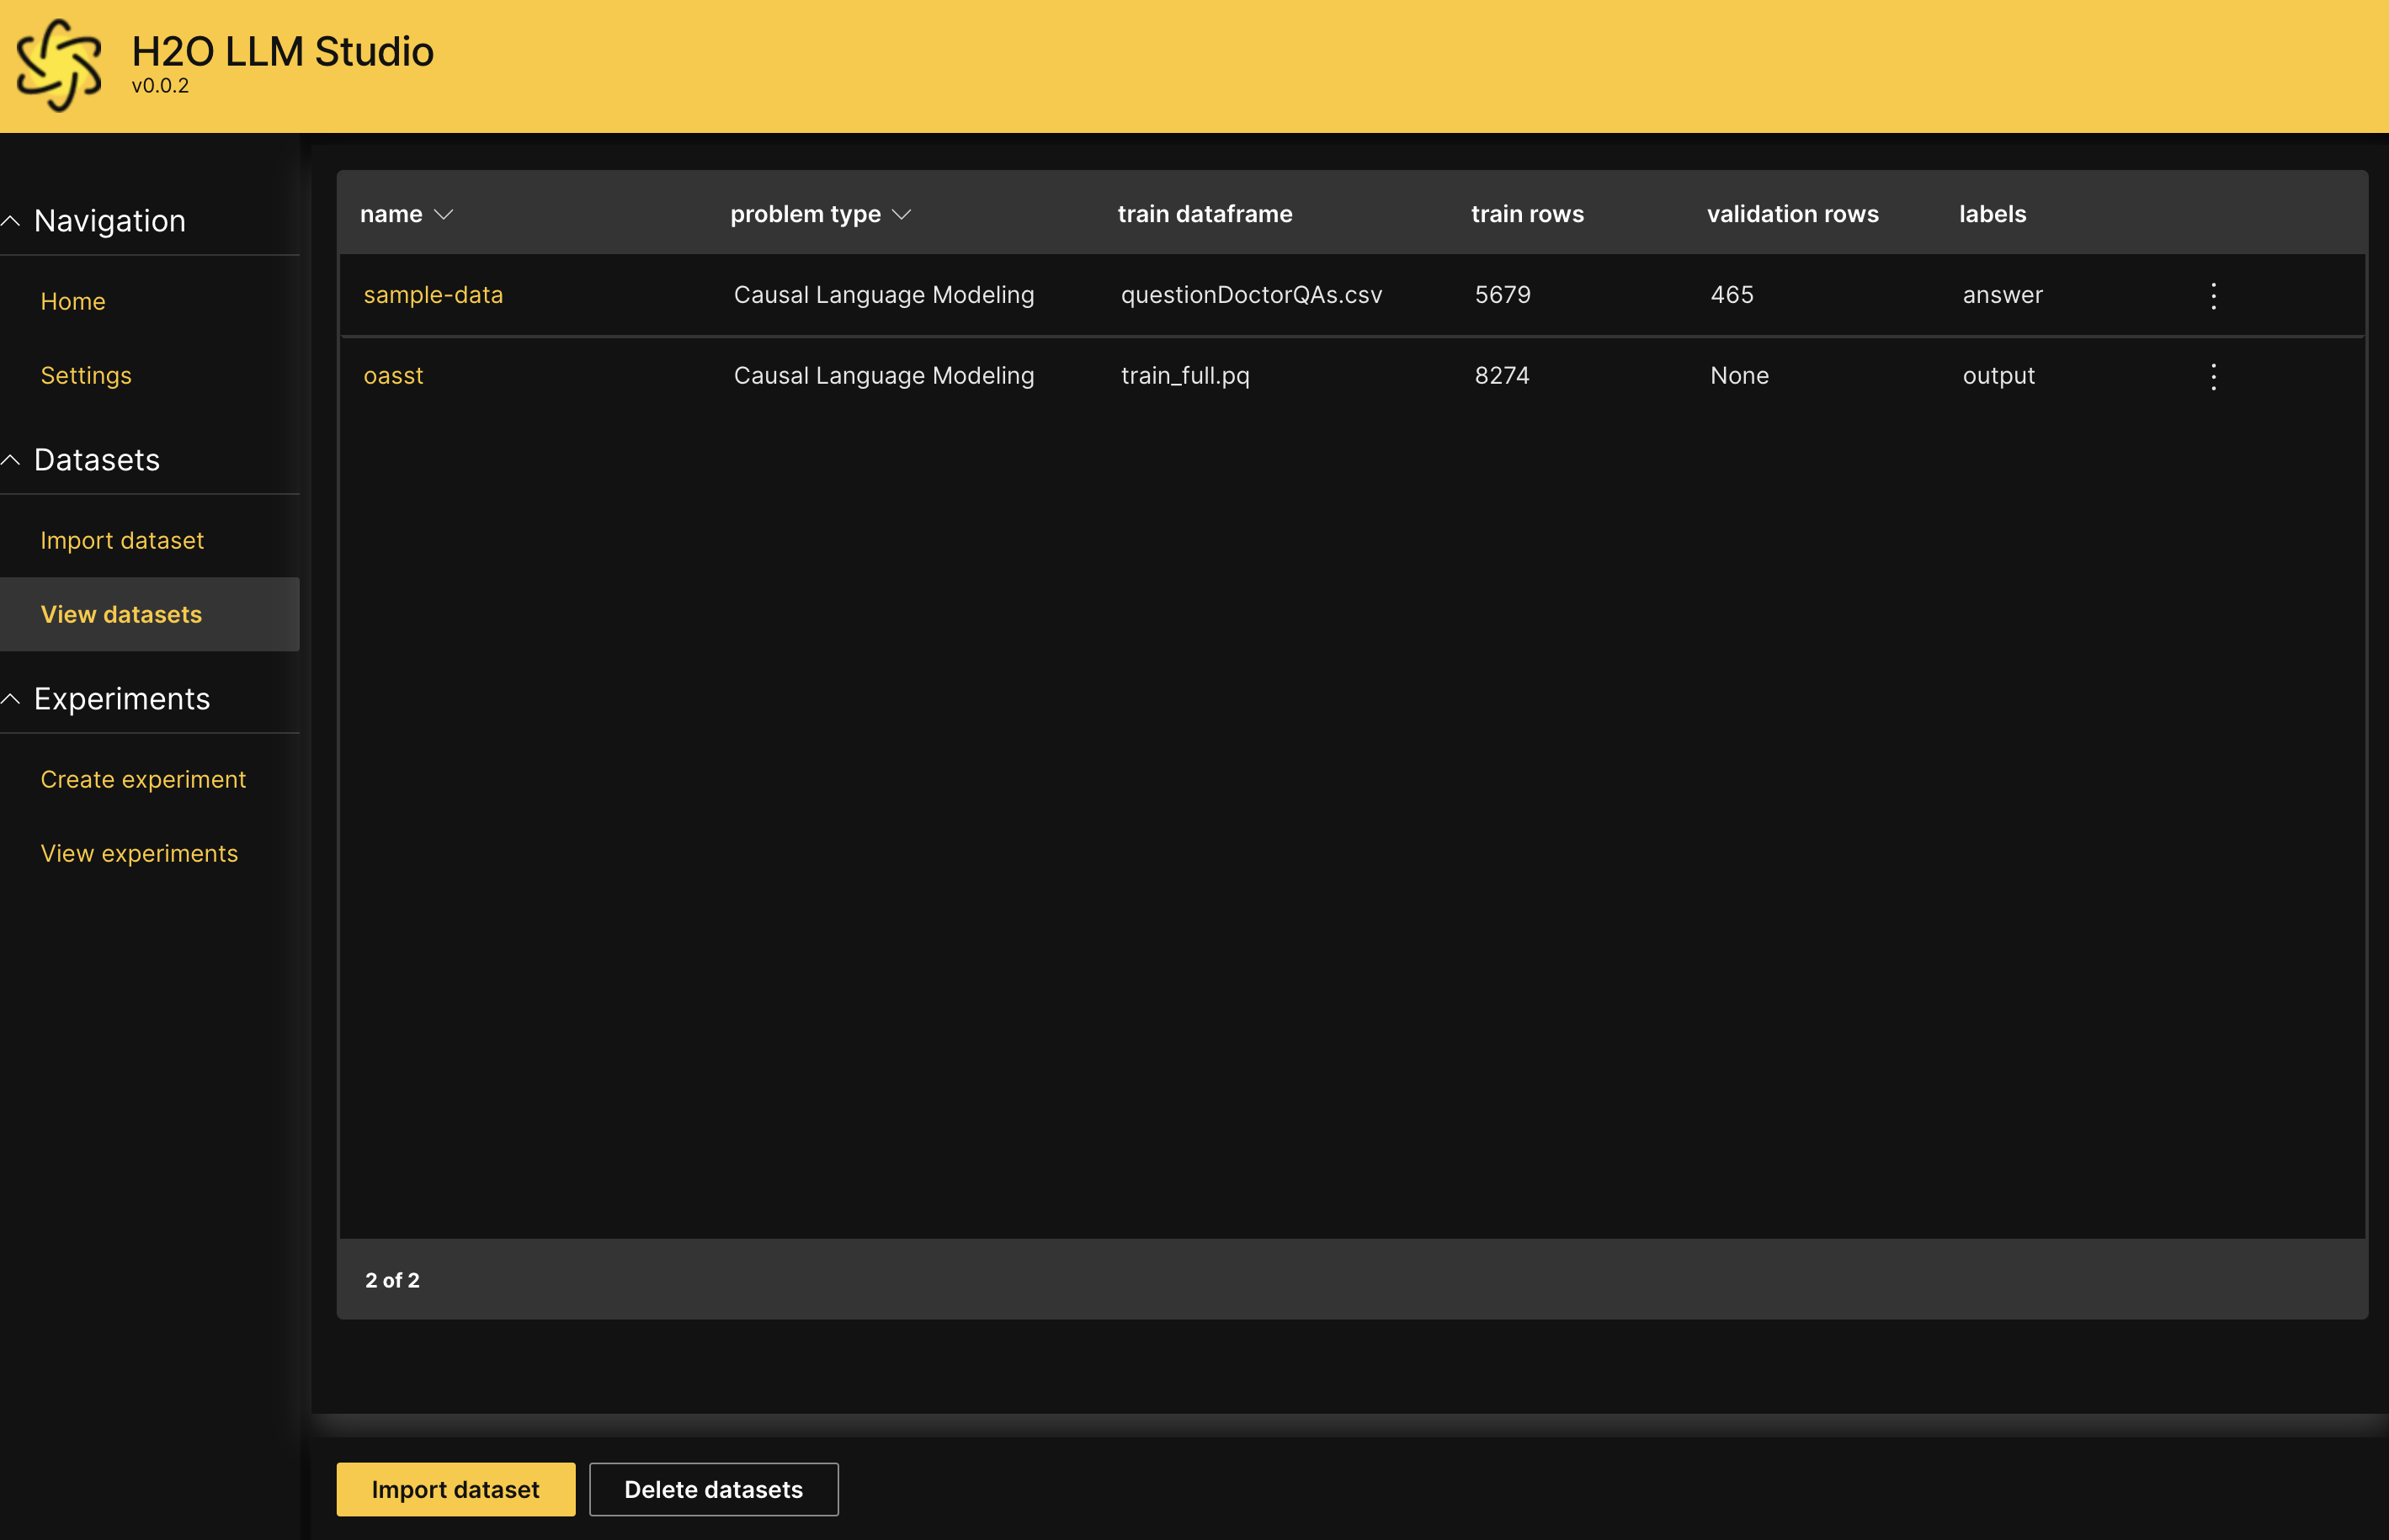 H2O LLM Studio
v0.0.2
Navigation
Home
Settings
Datasets
Import dataset
View datasets
Experiments
Create experiment
View experiments
name problem type train dataframe train rows validation rows labels
sample-data Causal Language Modeling questionDoctorQAs.csv 5679 465 answer
oasst Causal Language Modeling train_full.pq 8274 None output
2 of 2
Import dataset Delete datasets